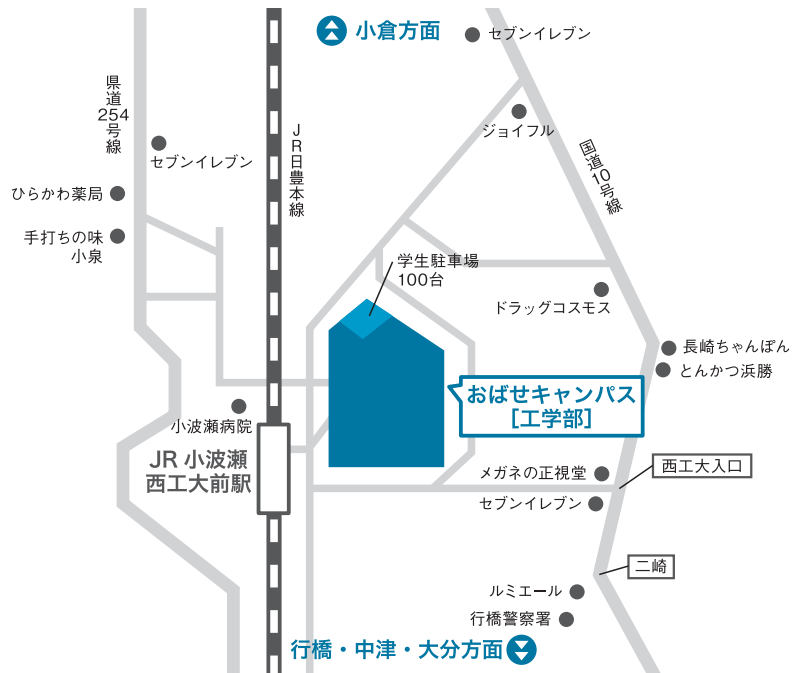 小倉方面
セブンイレブン
県道
254
号線
セブンイレブン
JR日豊本線
ジョイフル
国道10号線
ひらかわ薬局
手打ちの味
小泉
学生駐車場
100台
ドラッグコスモス
長崎ちゃんぽん
とんかつ浜勝
おばせキャンパス
[工学部]
小波瀬病院
JR 小波瀬
西工大前駅
メガネの正視堂
西工大入口
セブンイレブン
二崎
ルミエール
行橋警察署
行橋・中津・大分方面